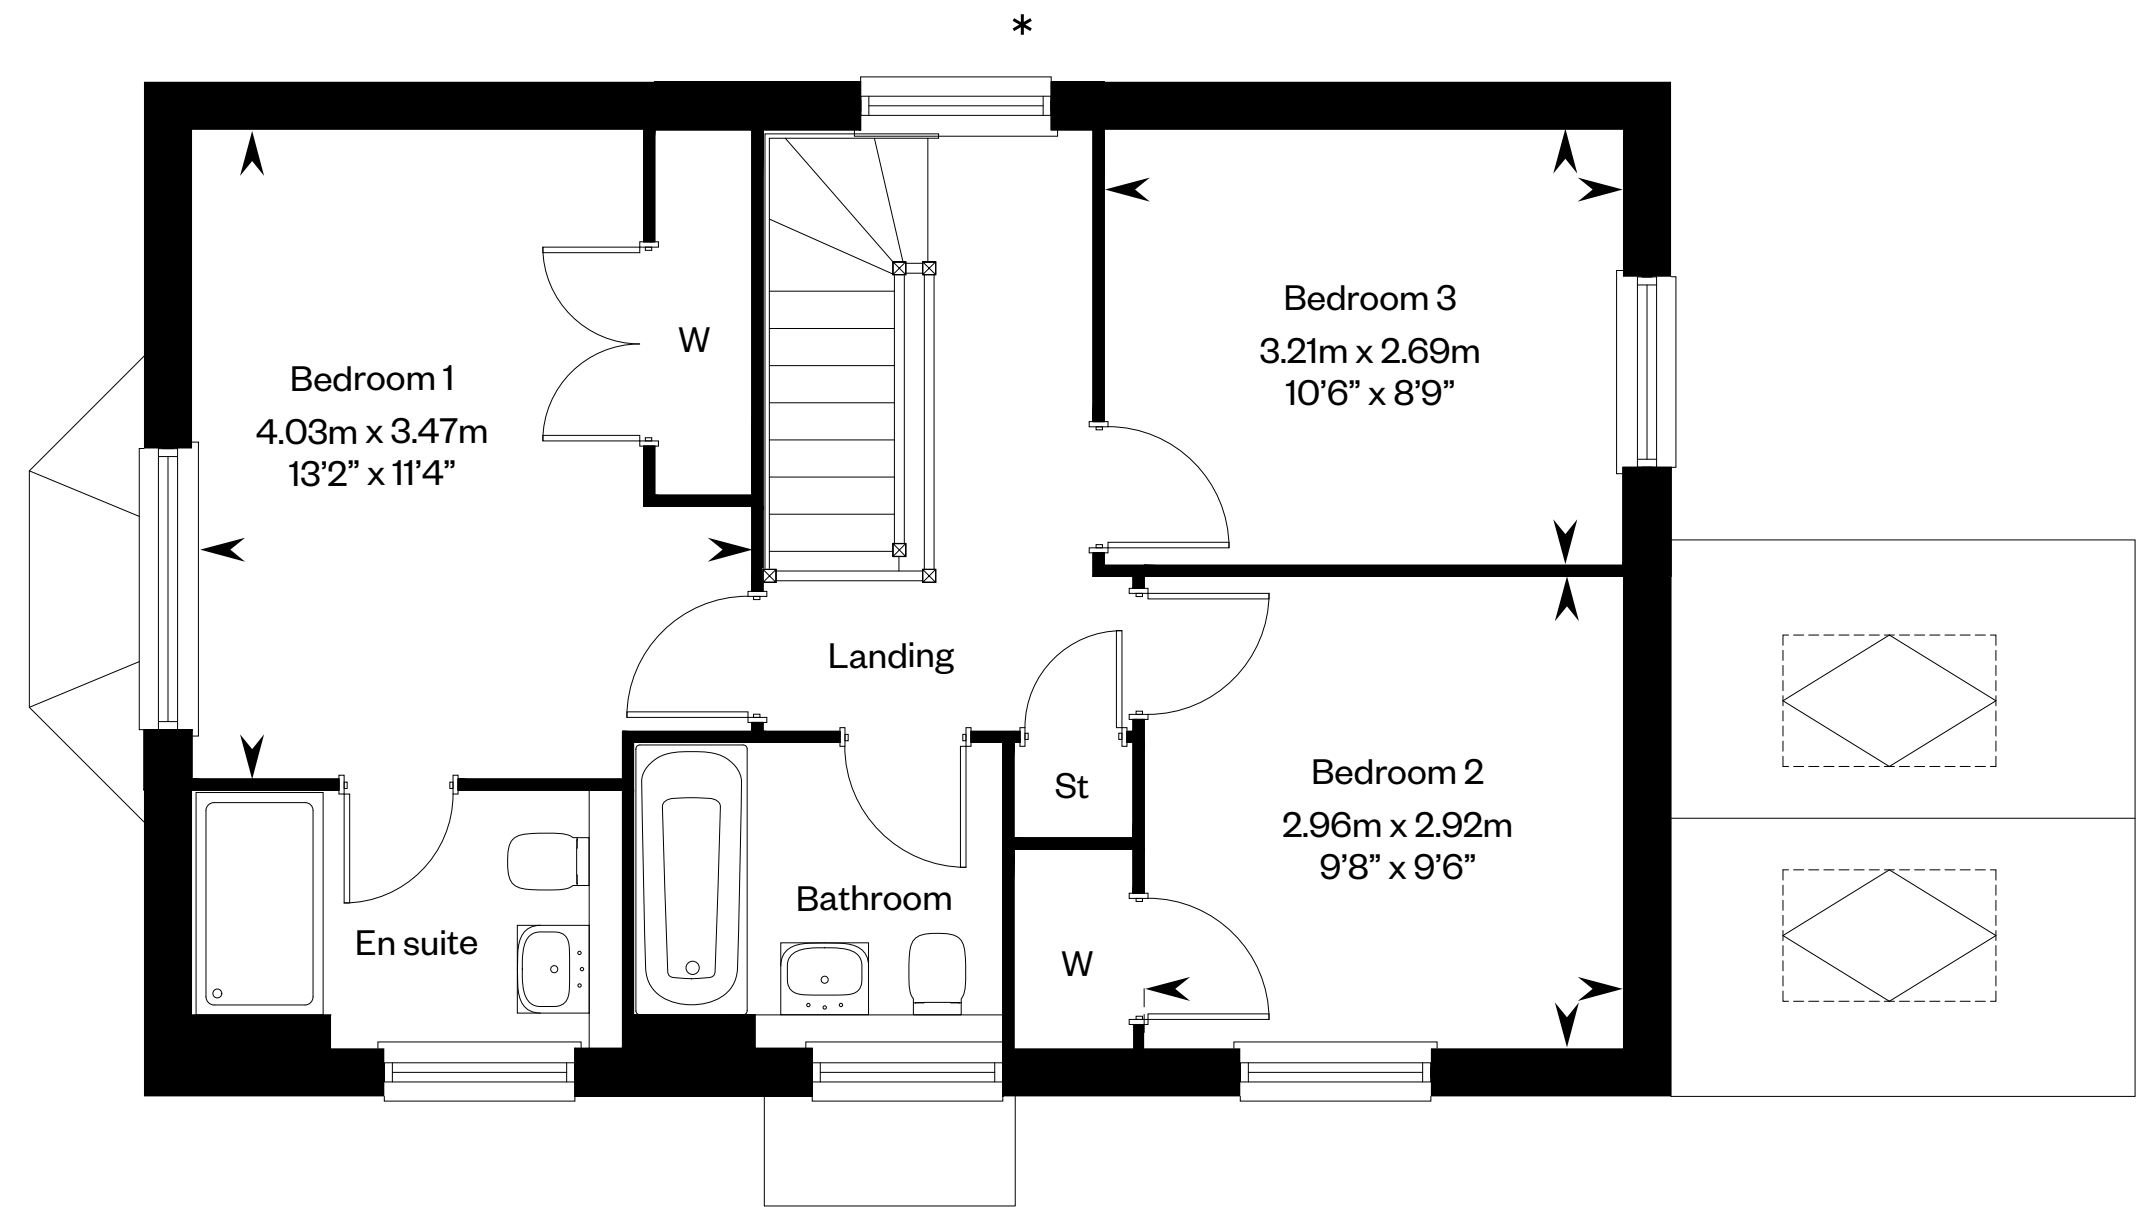 *
Bedroom 1
4.03m x 3.47m
13’2” x 11’4”
W
Bedroom 3
3.21m x 2.69m
10’6” x 8’9”
Landing
St
Bedroom 2
2.96m x 2.92m
9’8” x 9’6”
En suite
Bathroom
W